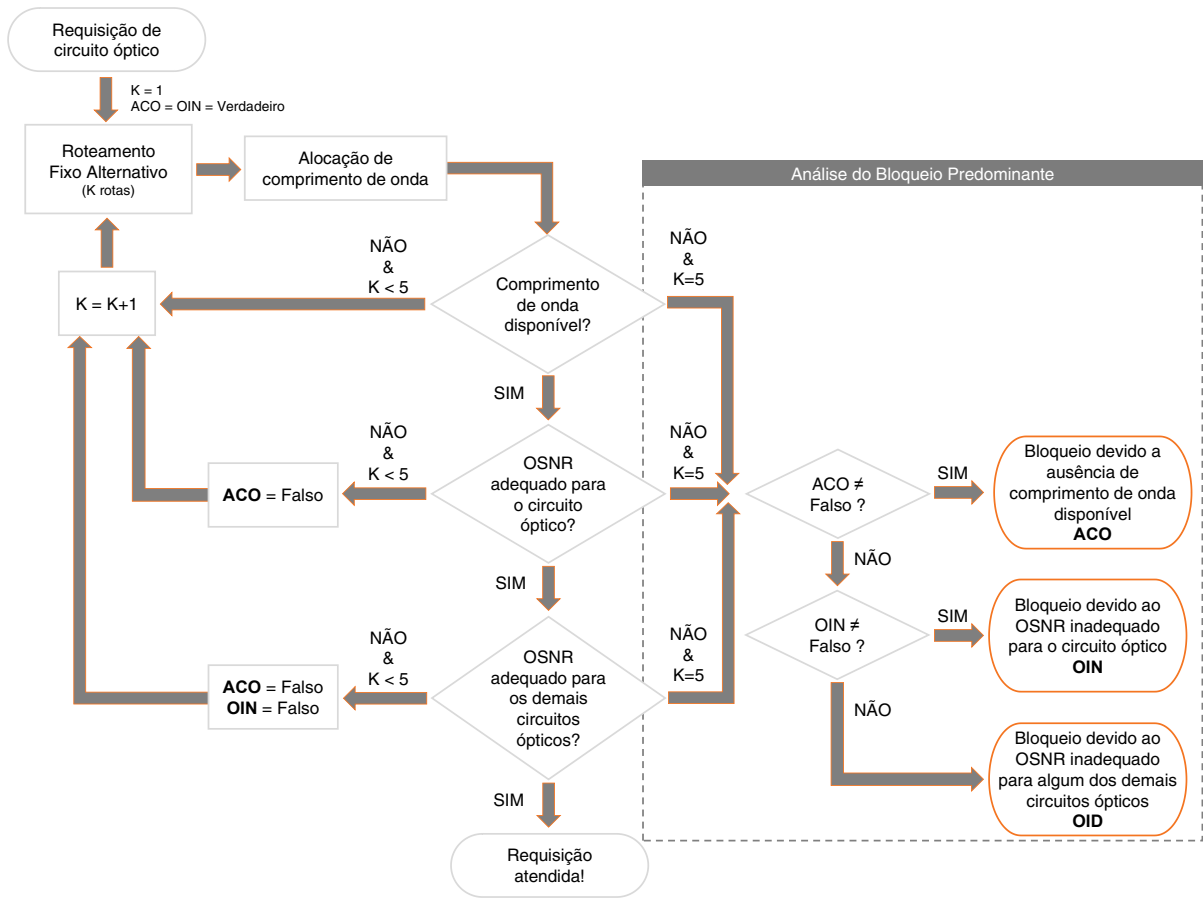 Requisição de
circuito óptico
K = 1
ACO = OIN = Verdadeiro
Roteamento
Fixo Alternativo
(K rotas)
Alocação de
comprimento de onda
Análise do Bloqueio Predominante
K = K+1
NÃO
&
K < 5
Comprimento
de onda
disponível?
NÃO
&
K=5
SIM
ACO = Falso
NÃO
&
K < 5
OSNR
adequado para
o circuito
óptico?
NÃO
&
K=5
ACO ≠
Falso ?
SIM
Bloqueio devido a
ausência de
comprimento de onda
disponível
ACO
SIM
NÃO
ACO = Falso
OIN = Falso
NÃO
&
K < 5
OSNR
adequado para
os demais
circuitos
ópticos?
NÃO
&
K=5
OIN ≠
Falso ?
SIM
Bloqueio devido ao
OSNR inadequado
para o circuito óptico
OIN
NÃO
Bloqueio devido ao
OSNR inadequado
para algum dos demais
circuitos ópticos
OID
SIM
Requisição
atendida!